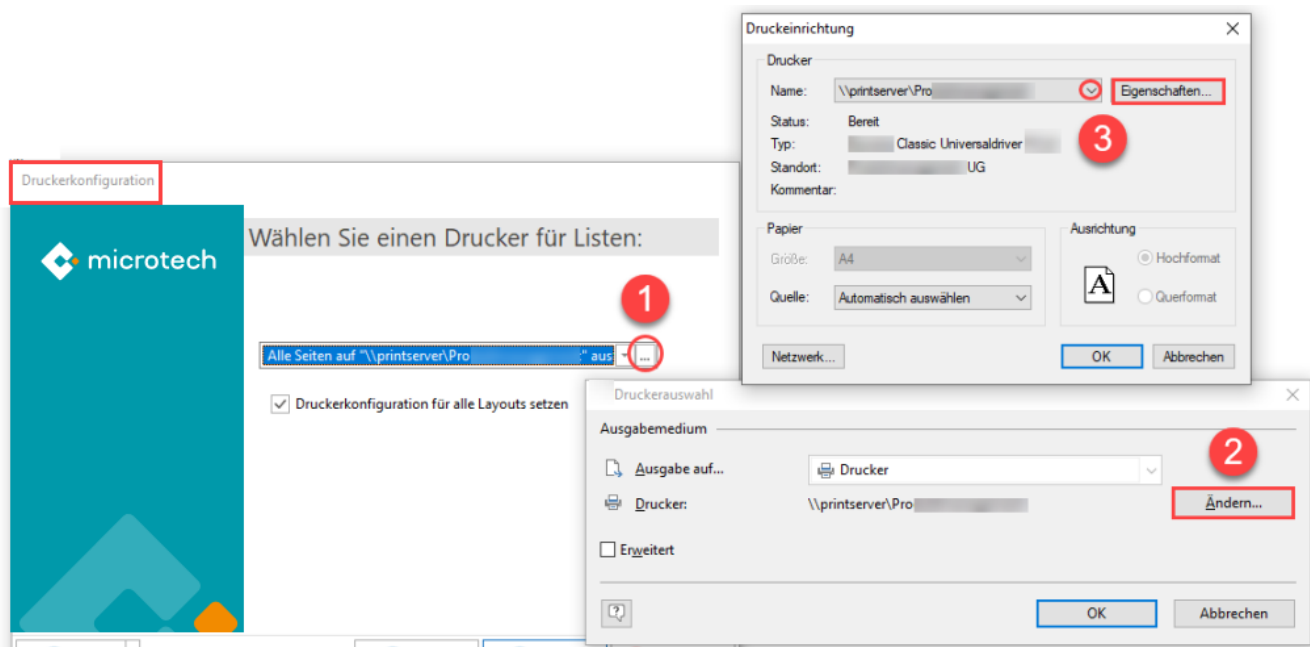 Druckerkonfiguration
microtech
Wählen Sie einen Drucker für Listen:
1
Alle Seiten auf "\\printserver\Pro " aus
...
Druckerkonfiguration für alle Layouts setzen
Druckeinrichtung
Drucker
Name: \\printserver\Pro Eigenschaften...
3
Status: Bereit
Typ: Classic Universaldriver
Standort: UG
Kommentar:
Papier
Größe: A4
Quelle: Automatisch auswählen
Ausrichtung
A
Hochformat
Querformat
Netzwerk... OK Abbrechen
Druckerauswahl
Ausgabemedium
2
Ausgabe auf... Drucker
Drucker: \\printserver\Pro Ändern...
Erweitert
OK Abbrechen